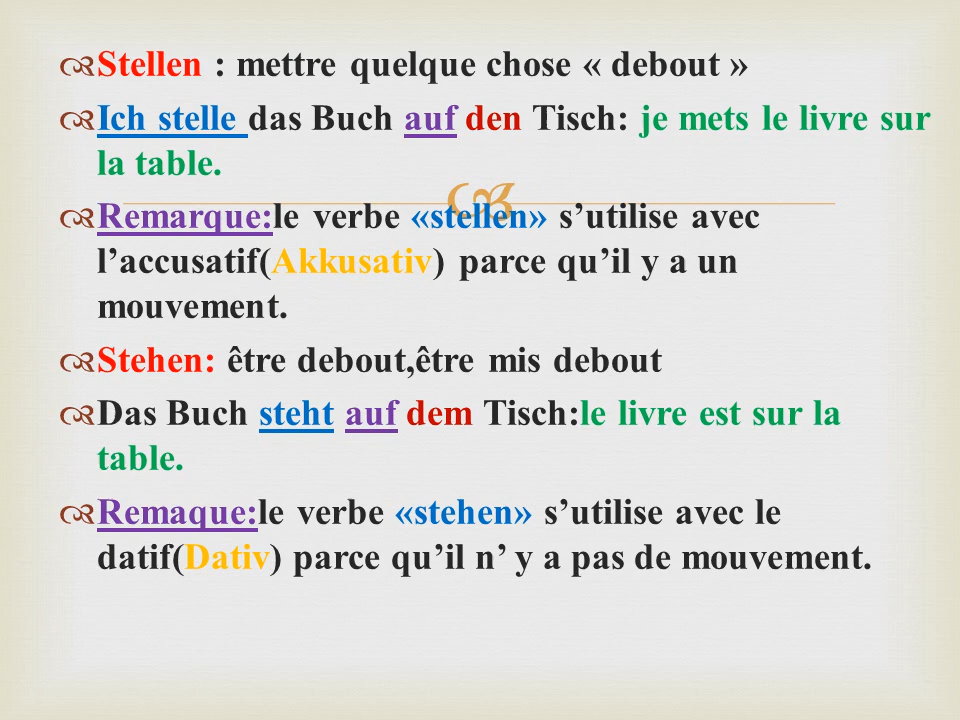 Stellen : mettre quelque chose « debout »
Ich stelle das Buch auf den Tisch: je mets le livre sur
la table.
Remarque:le verbe «stellen» s’utilise avec
l’accusatif(Akkusativ) parce qu’il y a un
mouvement.
Stehen: être debout,être mis debout
Das Buch steht auf dem Tisch:le livre est sur la
table.
Remaque:le verbe «stehen» s’utilise avec le
datif(Dativ) parce qu’il n’ y a pas de mouvement.